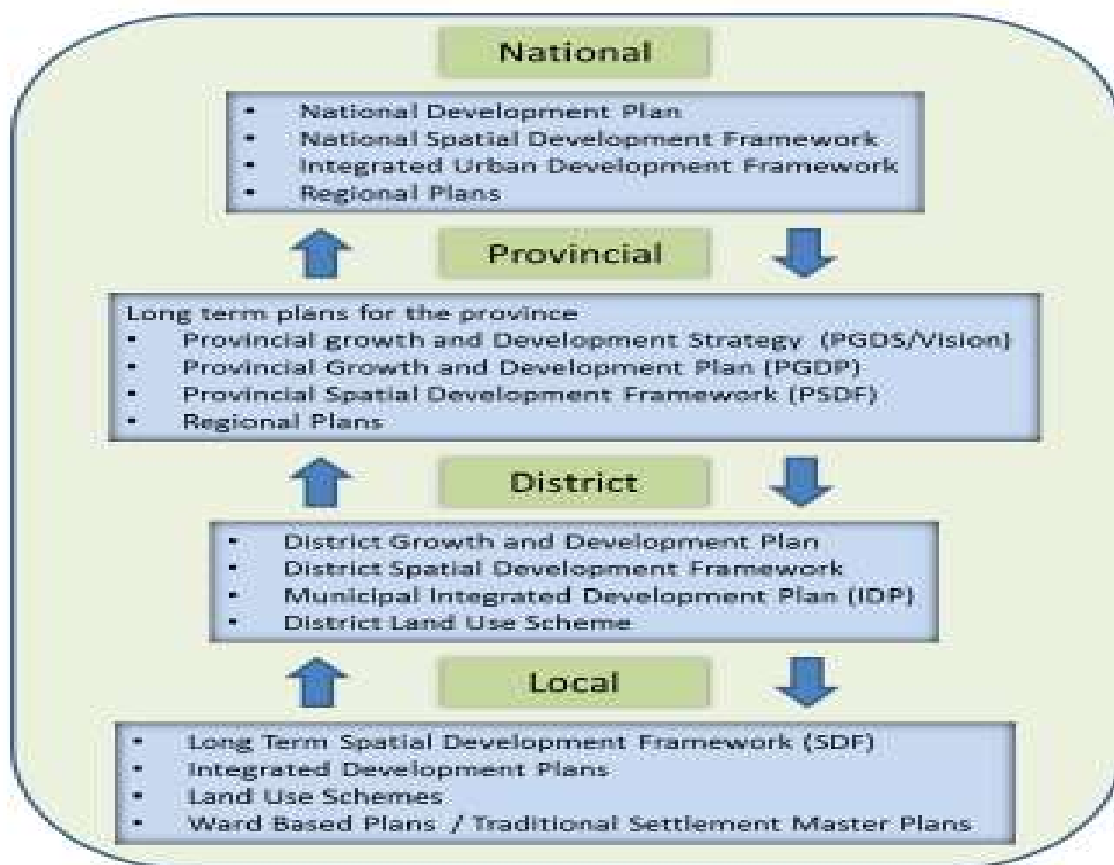 National
• National Development Plan
• National Spatial Development Framework
• Integrated Urban Development Framework
• Regional Plans
Provincial
Long term plans for the province
• Provincial growth and Development Strategy (PGDS/Vision)
• Provincial Growth and Development Plan (PGDP)
• Provincial Spatial Development Framework (PSDF)
• Regional Plans
District
• District Growth and Development Plan
• District Spatial Development Framework
• Municipal Integrated Development Plan (IDP)
• District Land Use Scheme
Local
• Long Term Spatial Development Framework (SDF)
• Integrated Development Plans
• Land Use Schemes
• Ward Based Plans / Traditional Settlement Master Plans